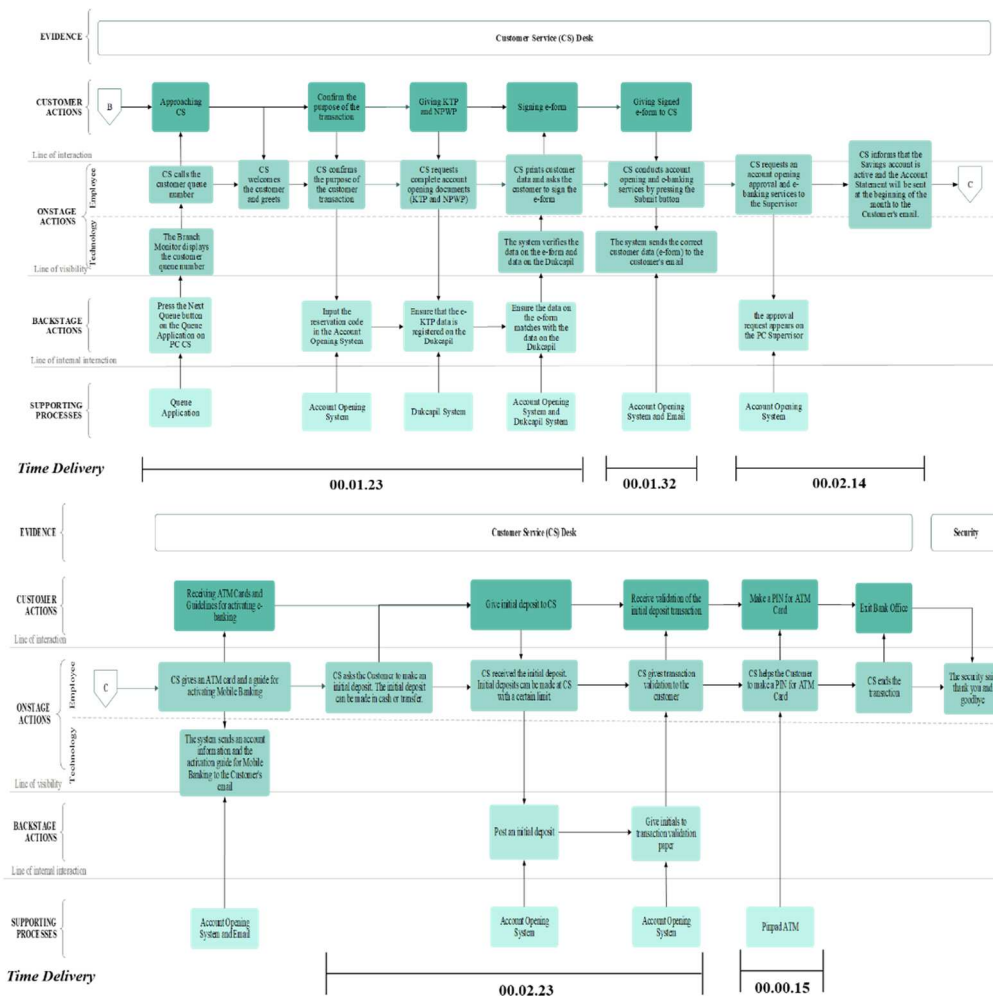 EVIDENCE
Customer Service (CS) Desk
CUSTOMER
ACTIONS
B
Approaching
CS
Confirm the
purpose of the
transaction
Giving KTP
and NPWP
Signing e-form
Giving Signed
e-form to CS
Line of interaction
ONSTAGE
ACTIONS
Employee
CS calls the
customer queue
number
CS
welcomes
the customer
and greets
CS confirms
the purpose of
the customer
transaction
CS requests
complete account
opening documents
(KTP and NPWP)
CS prints customer
data and asks the
customer to sign the
e-form
CS conducts account
opening and e-banking
services by pressing the
Submit button
CS requests an
account opening
approval and e-
banking services to
the Supervisor
CS informs that the
Savings account is
active and the Account
Statement will be sent
at the beginning of the
month to the
Customer's email.
C
Technology
The Branch
Monitor displays
the customer
queue number
The system verifies
the data on the e-form
and data on the
Dukcapil
The system sends the correct
customer data (e-form) to the
customer's email
Line of visibility
BACKSTAGE
ACTIONS
Press the Next
Queue button
on the Queue
Application on
PC CS
Input the
reservation code
in the Account
Opening System
Ensure that the e-
KTP data is
registered on the
Dukcapil
Ensure the data on
the e-form
matches with the
data on the
Dukcapil
the approval
request appears on
the PC Supervisor
Line of internal interaction
SUPPORTING
PROCESSES
Queue
Application
Account Opening
System
Dukcapil System
Account Opening
System and
Dukcapil System
Account Opening
System and Email
Account Opening
System
Time Delivery
00.01.23
00.01.32
00.02.14
EVIDENCE
Customer Service (CS) Desk
Security
CUSTOMER
ACTIONS
Receiving ATM Cards and
Guidelines for activating e-
banking
Give initial deposit to CS
Receive validation of the
initial deposit transaction
Make a PIN for ATM
Card
Exit Bank Office
Line of interaction
ONSTAGE
ACTIONS
Employee
C
CS gives an ATM card and a guide for
activating Mobile Banking
CS asks the Customer to make an
initial deposit. The initial deposit
can be made in cash or transfer.
CS received the initial deposit.
Initial deposits can be made at CS
with a certain limit.
CS gives transaction
validation to the
customer
CS helps the Customer
to make a PIN for ATM
Card
CS ends the
transaction
The security sai
thank you and
goodbye
Technology
The system sends an account
information and the
activation guide for Mobile
Banking to the Customer's
email
Line of visibility
BACKSTAGE
ACTIONS
Post an initial deposit
Give initials to
transaction validation
paper
Line of internal interaction
SUPPORTING
PROCESSES
Account Opening
System and Email
Account Opening
System
Account Opening
System
Pinpad ATM
Time Delivery
00.02.23
00.00.15